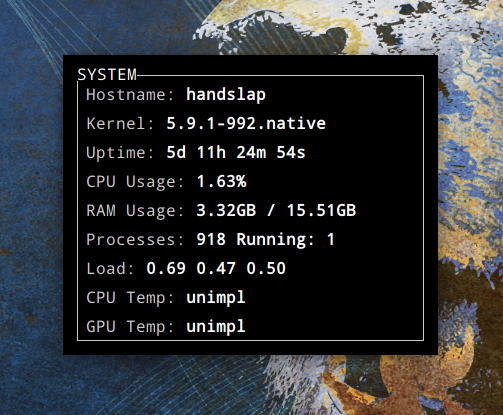 SYSTEM
Hostname: handslap
Kernel: 5.9.1-992.native
Uptime: 5d 11h 24m 54s
CPU Usage: 1.63%
RAM Usage: 3.32GB / 15.51GB
Processes: 918 Running: 1
Load: 0.69 0.47 0.50
CPU Temp: unimpl
GPU Temp: unimpl